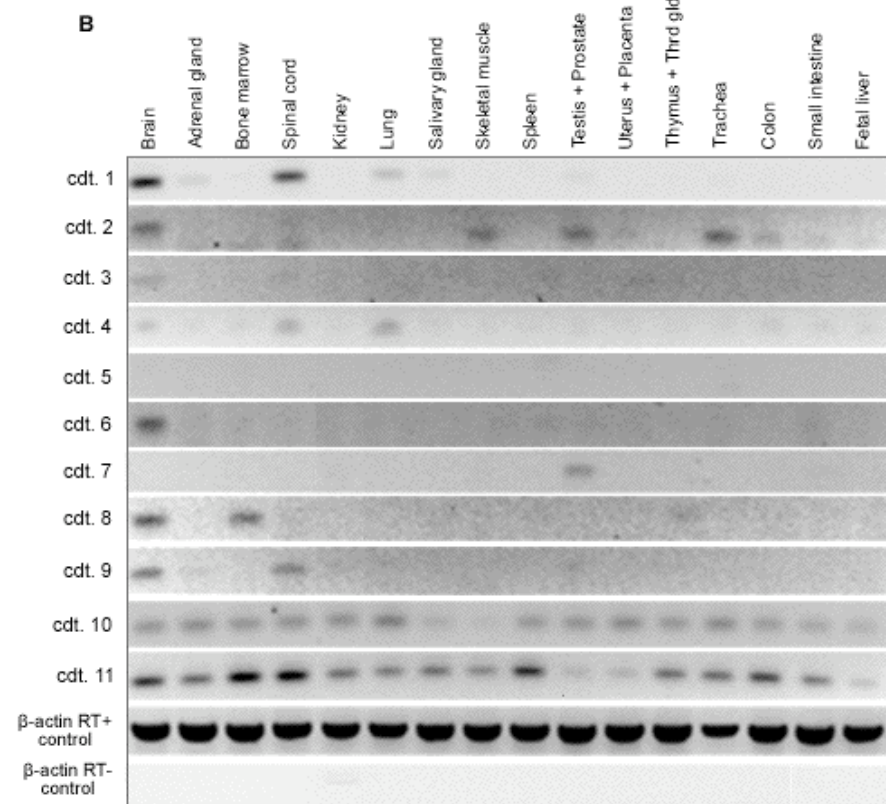 B
Brain
Adrenal gland
Bone marrow
Spinal cord
Kidney
Lung
Salivary gland
Skeletal muscle
Spleen
Testis + Prostate
Uterus + Placenta
Thymus + Thrd gld
Trachea
Colon
Small intestine
Fetal liver
cdt. 1
cdt. 2
cdt. 3
cdt. 4
cdt. 5
cdt. 6
cdt. 7
cdt. 8
cdt. 9
cdt. 10
cdt. 11
β-actin RT+
control
β-actin RT-
control